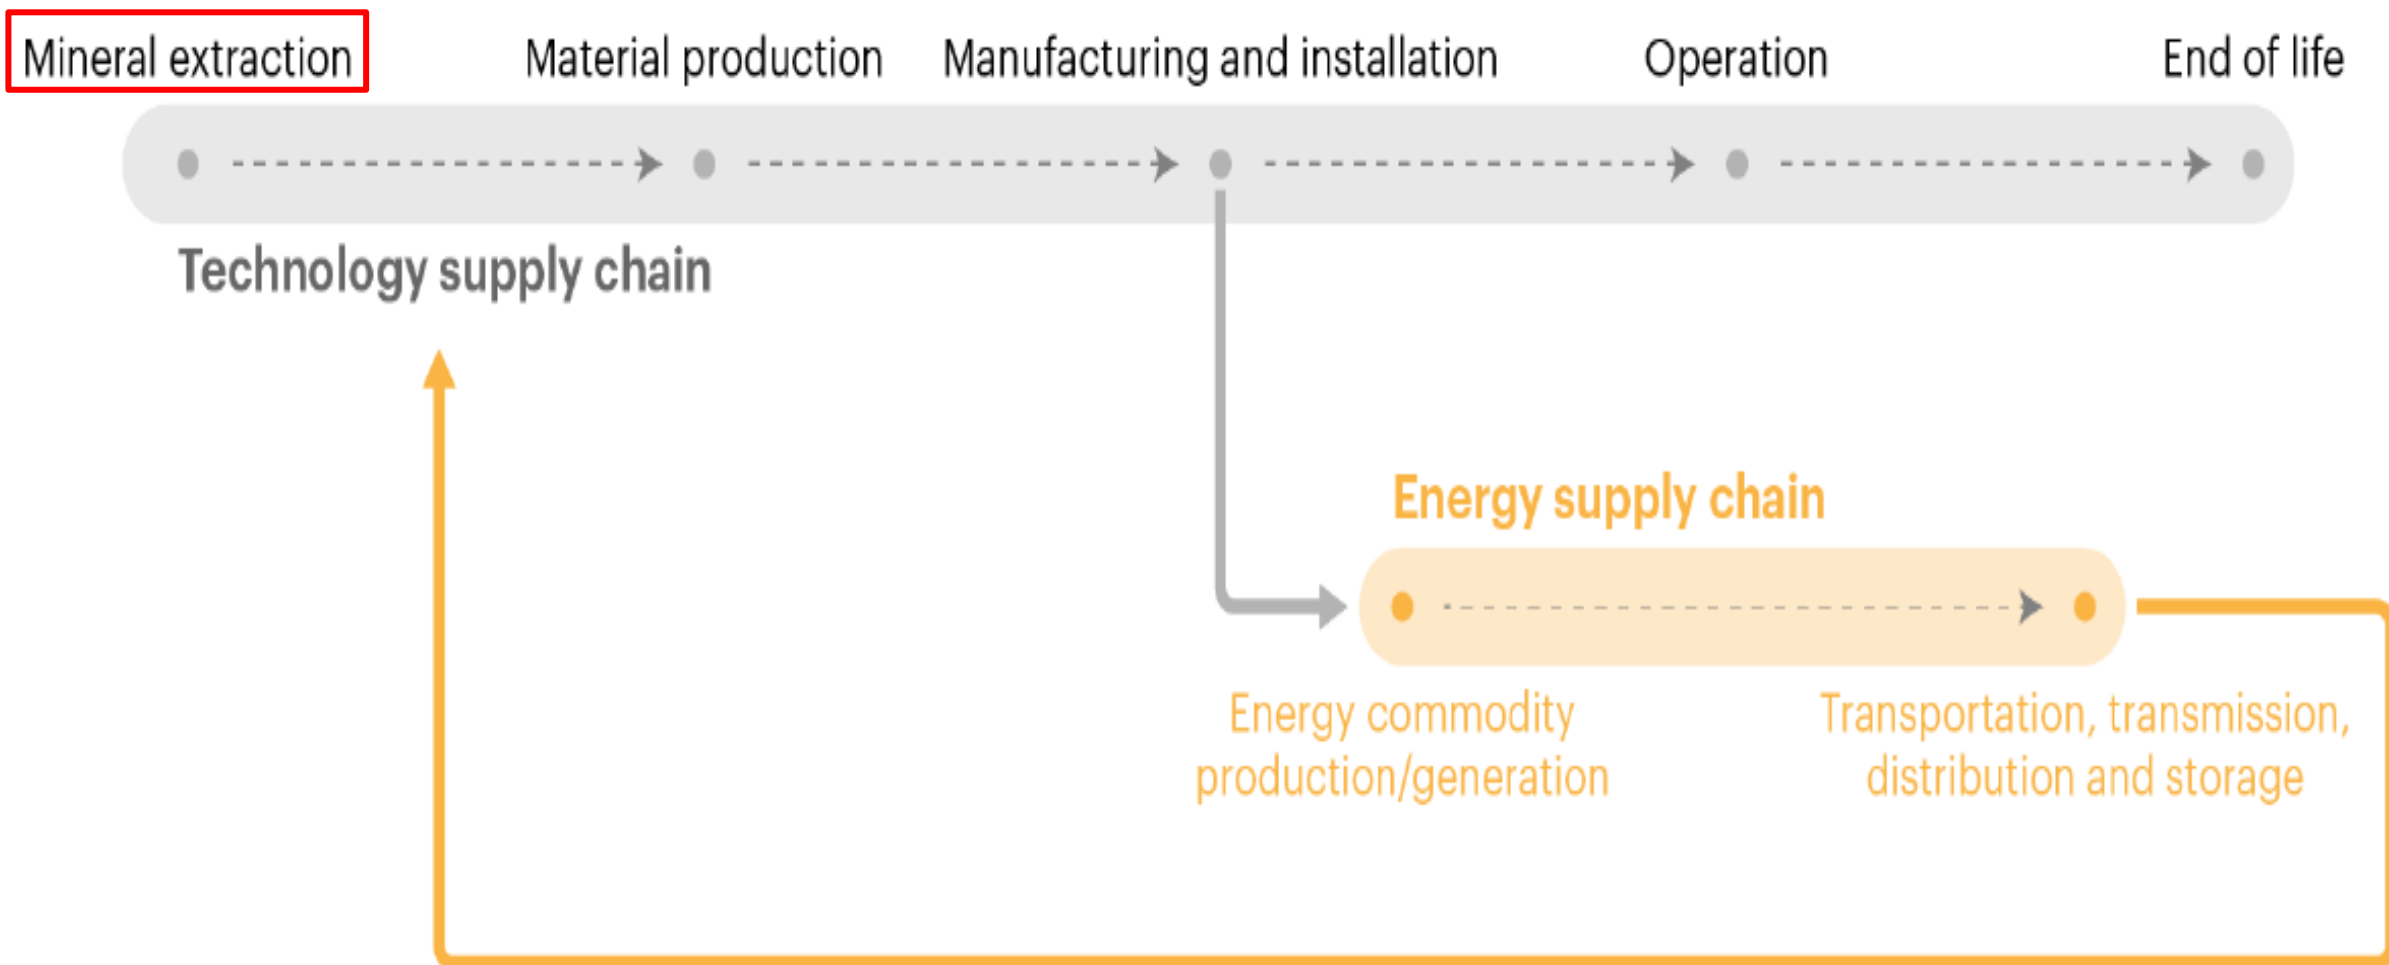 Mineral extraction
Material production
Manufacturing and installation
Operation
End of life
Technology supply chain
Energy supply chain
Energy commodity
production/generation
Transportation, transmission,
distribution and storage